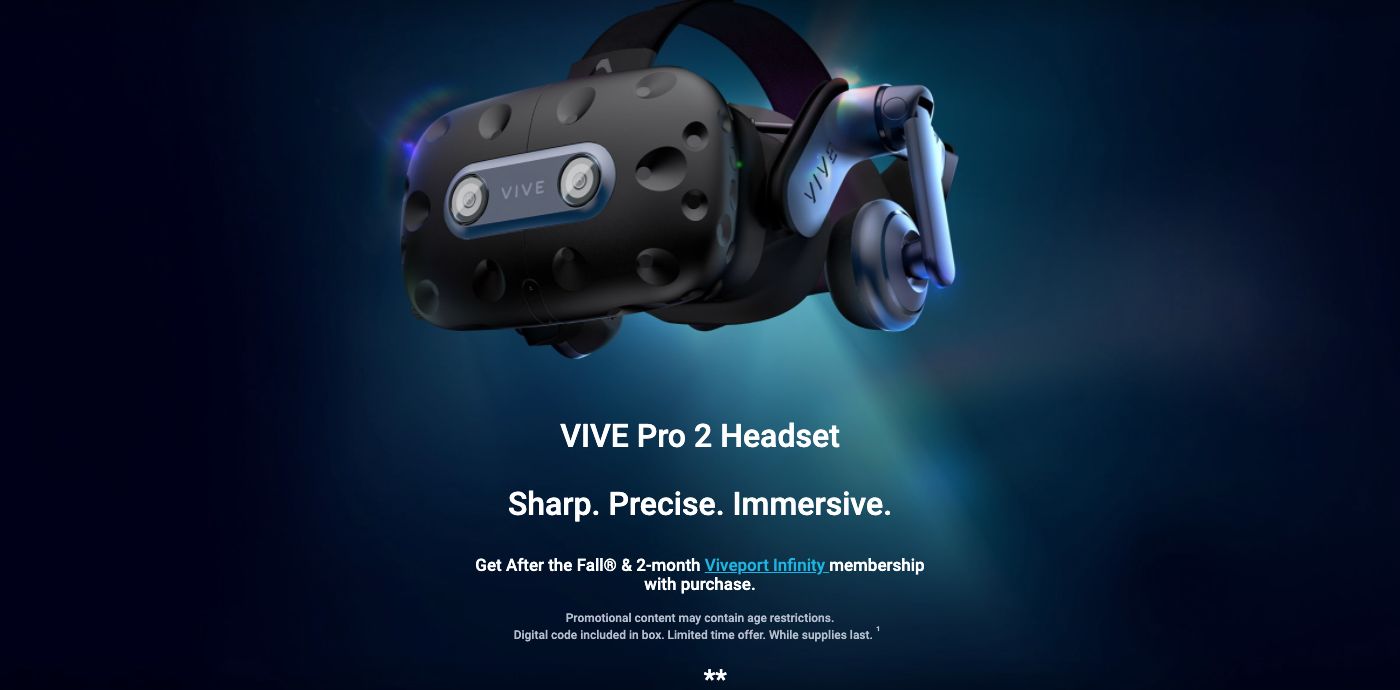 VIVE
VIVE
VIVE Pro 2 Headset
Sharp. Precise. Immersive.
Get After the Fall® & 2-month Viveport Infinity membership
with purchase.
Promotional content may contain age restrictions.
Digital code included in box. Limited time offer. While supplies last. ¹
**